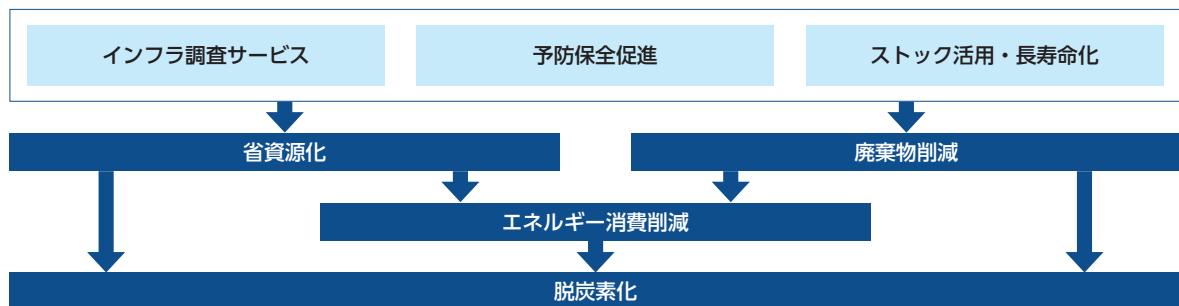 インフラ調査サービス
予防保全促進
ストック活用・長寿命化
省資源化
廃棄物削減
エネルギー消費削減
脱炭素化